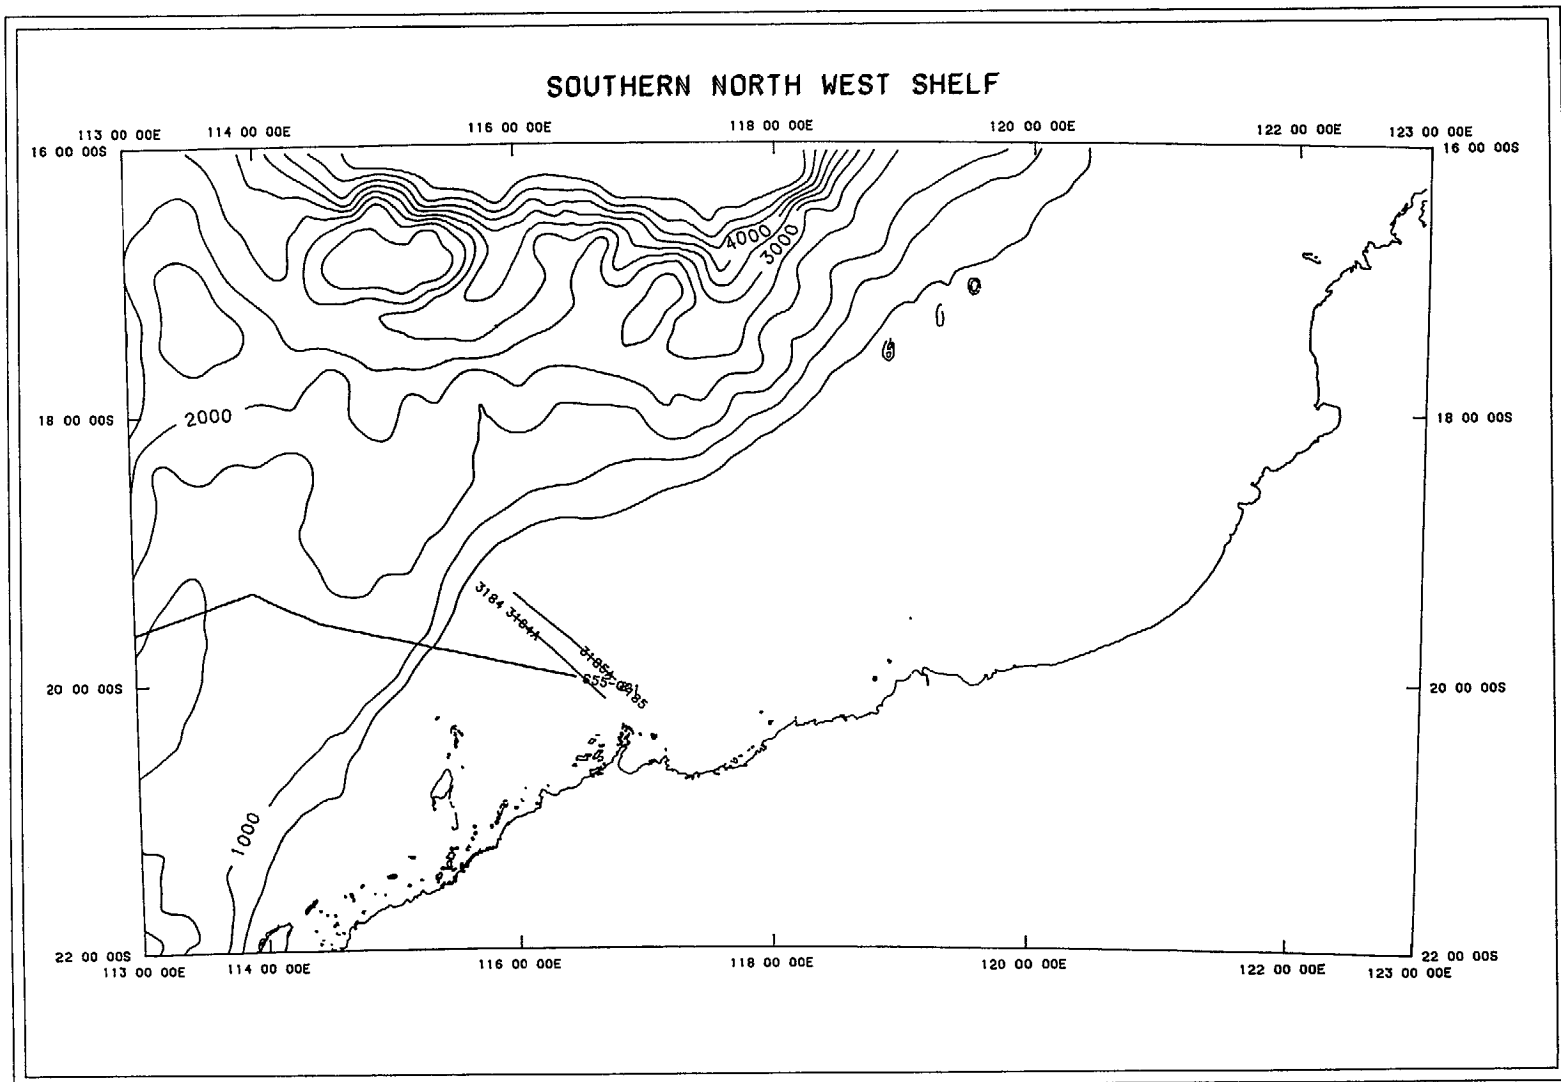 SOUTHERN NORTH WEST SHELF
113 00 00E 114 00 00E 116 00 00E 118 00 00E 120 00 00E 122 00 00E 123 00 00E
16 00 00S 16 00 00S
4000
3000
2000
18 00 00S 18 00 00S
3184 3184A
3185A
20 00 00S 20 00 00S
1000
22 00 00S 22 00 00S
113 00 00E 114 00 00E 116 00 00E 118 00 00E 120 00 00E 122 00 00E 123 00 00E